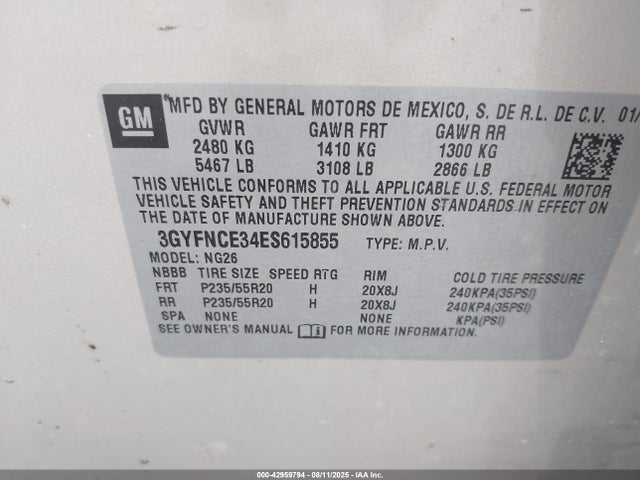 GM
*MFD BY GENERAL MOTORS DE MEXICO, S. DE R.L. DE C.V. 01/
GVWR GAWR FRT GAWR RR
2480 KG 1410 KG 1300 KG
5467 LB 3108 LB 2866 LB
THIS VEHICLE CONFORMS TO ALL APPLICABLE U.S. FEDERAL MOTOR
VEHICLE SAFETY AND THEFT PREVENTION STANDARDS IN EFFECT ON
THE DATE OF MANUFACTURE SHOWN ABOVE.
3GYFNCE34ES615855 TYPE: M.P.V.
MODEL: NG26
NBBB TIRE SIZE SPEED RTG RIM COLD TIRE PRESSURE
FRT P235/55R20 H 20X8J 240KPA(35PSI)
RR P235/55R20 H 20X8J 240KPA(35PSI)
SPA NONE NONE KPA(PSI)
SEE OWNER'S MANUAL FOR MORE INFORMATION.
000-42959794 - 08/11/2025 - IAA Inc.